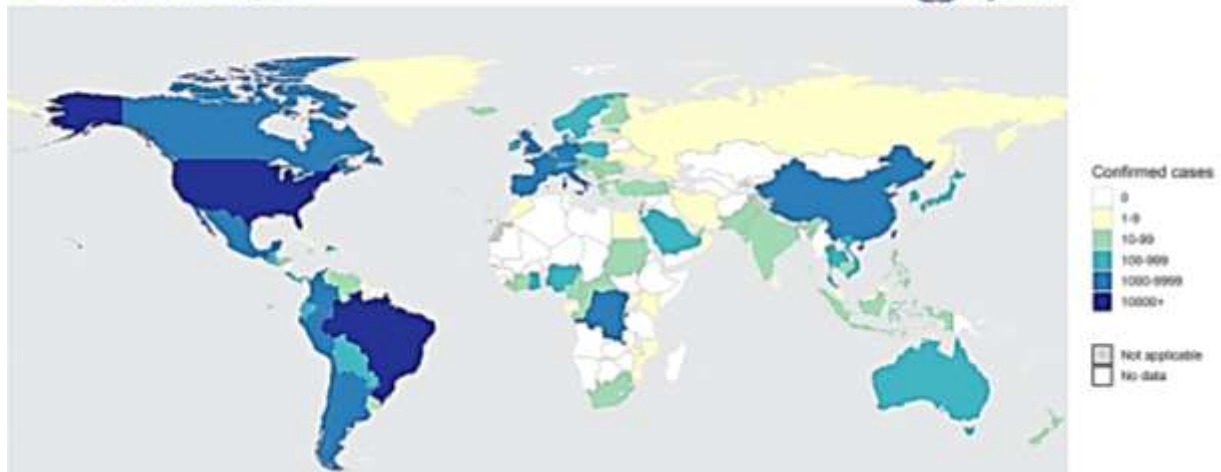 Confirmed cases
0
1-9
10-99
100-999
1000-9999
10000+
Not applicable
No data